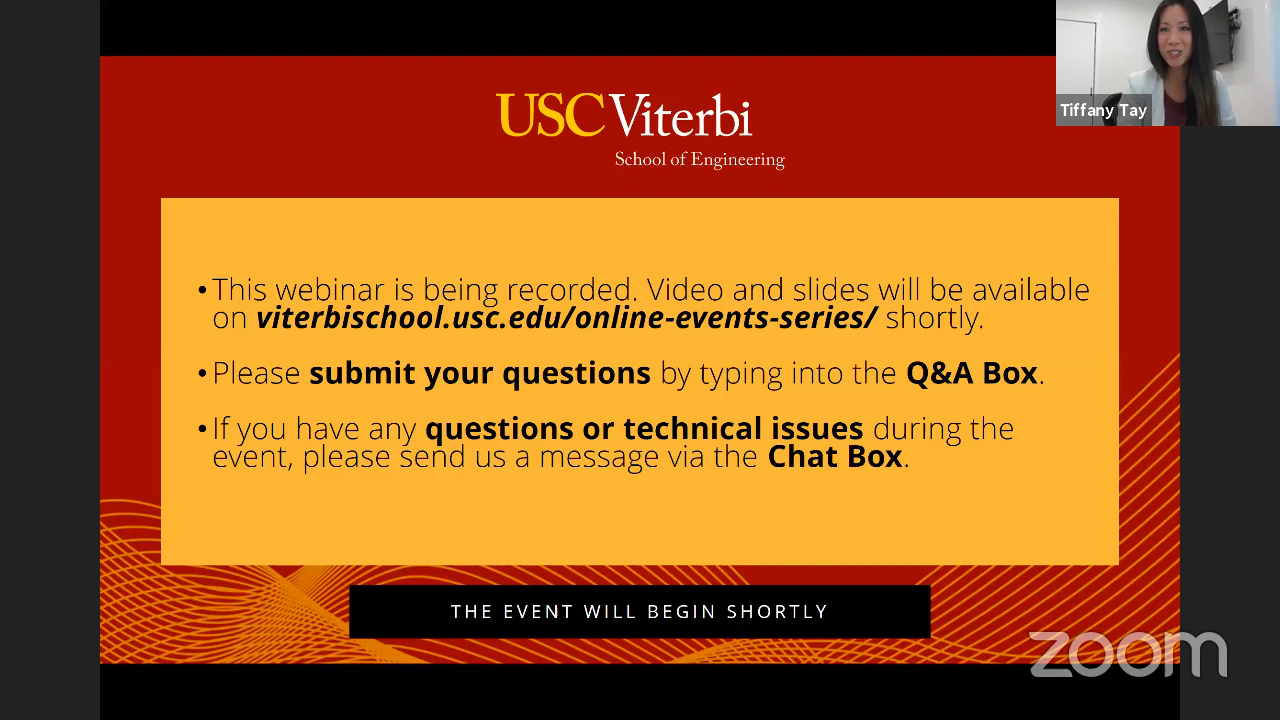 Tiffany Tay
USC Viterbi
School of Engineering
• This webinar is being recorded. Video and slides will be available
on viterbischool.usc.edu/online-events-series/ shortly.
• Please submit your questions by typing into the Q&A Box.
• If you have any questions or technical issues during the
event, please send us a message via the Chat Box.
THE EVENT WILL BEGIN SHORTLY
zoom